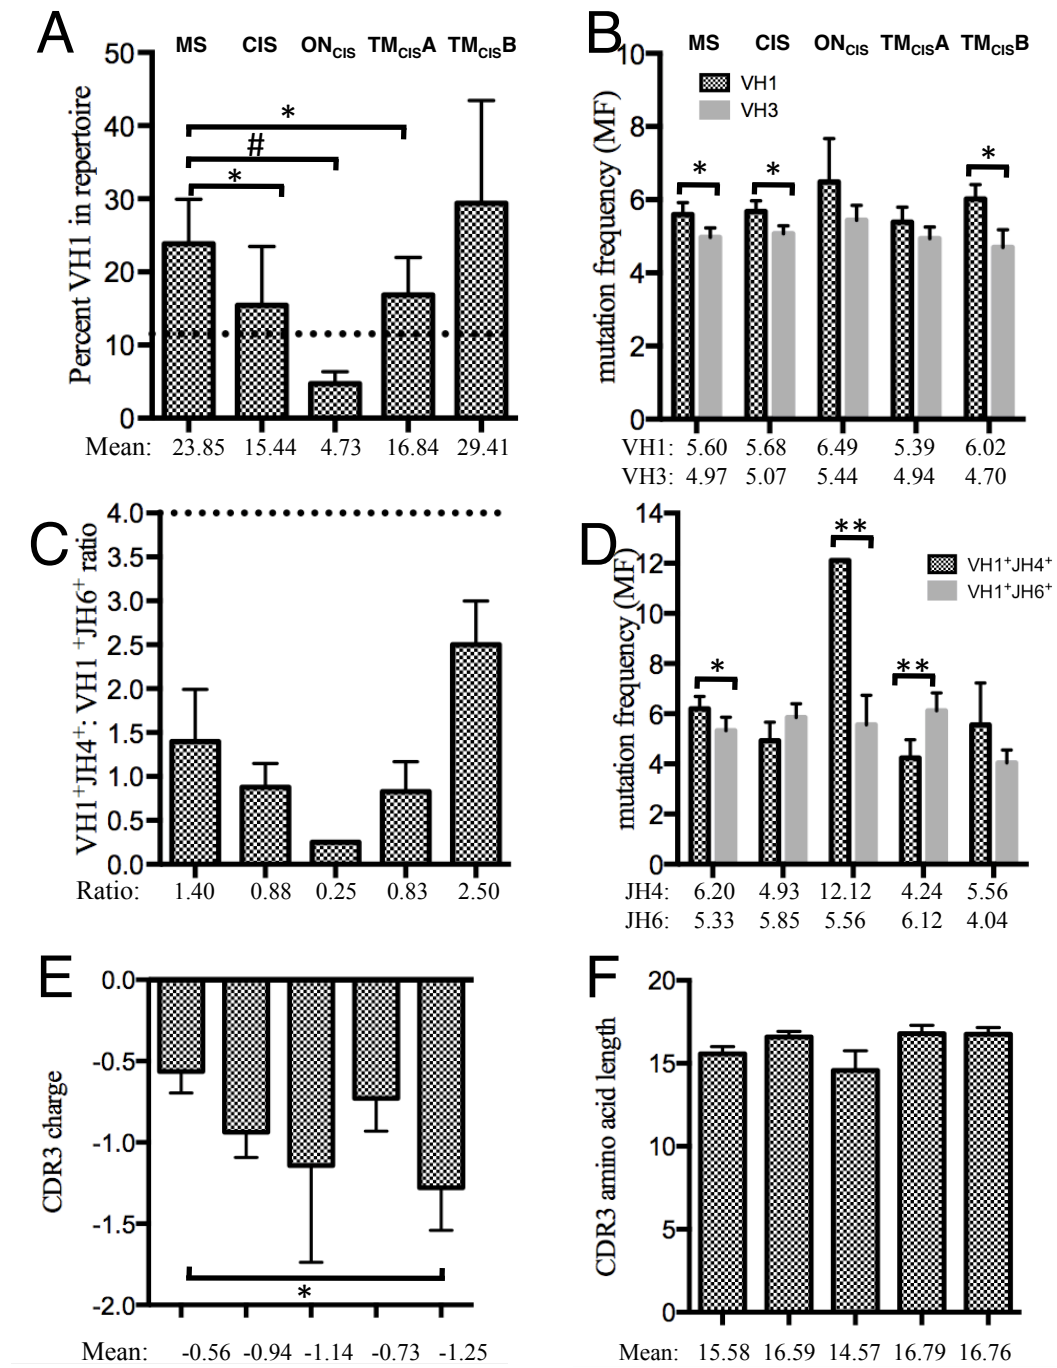 A
MS CIS ON_CIS TM_CIS A TM_CIS B
Percent VH1 in repertoire
50
40
30
20
10
0
* # *
Mean: 23.85 15.44 4.73 16.84 29.41
B
MS CIS ON_CIS TM_CIS A TM_CIS B
VH1
VH3
mutation frequency (MF)
10
8
6
4
2
0
* * *
VH1: 5.60 5.68 6.49 5.39 6.02
VH3: 4.97 5.07 5.44 4.94 4.70
C
VH1⁺JH4⁺: VH1⁺JH6⁺ ratio
4.0
3.5
3.0
2.5
2.0
1.5
1.0
0.5
0.0
Ratio: 1.40 0.88 0.25 0.83 2.50
D
VH1⁺JH4⁺
VH1⁺JH6⁺
mutation frequency (MF)
14
12
10
8
6
4
2
0
* ** **
JH4: 6.20 4.93 12.12 4.24 5.56
JH6: 5.33 5.85 5.56 6.12 4.04
E
CDR3 charge
0.0
-0.5
-1.0
-1.5
-2.0
*
Mean: -0.56 -0.94 -1.14 -0.73 -1.25
F
CDR3 amino acid length
20
15
10
5
0
Mean: 15.58 16.59 14.57 16.79 16.76